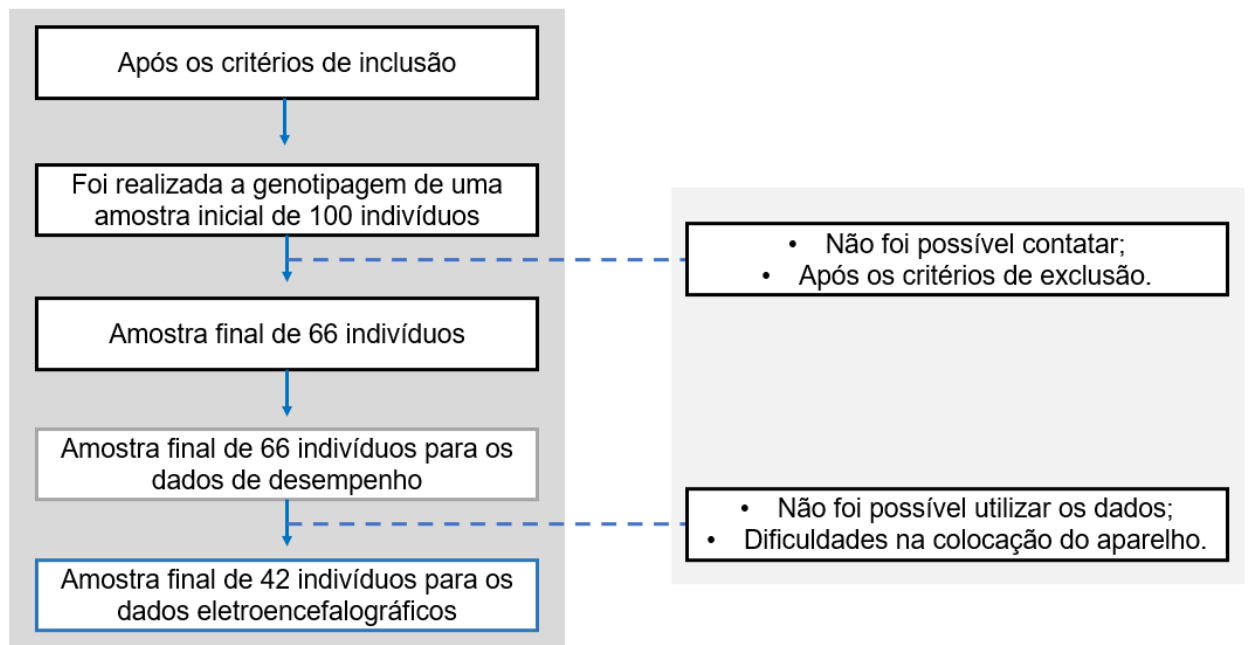 Após os critérios de inclusão
Foi realizada a genotipagem de uma
amostra inicial de 100 indivíduos
• Não foi possível contatar;
• Após os critérios de exclusão.
Amostra final de 66 indivíduos
Amostra final de 66 indivíduos para os
dados de desempenho
• Não foi possível utilizar os dados;
• Dificuldades na colocação do aparelho.
Amostra final de 42 indivíduos para os
dados eletroencefalográficos